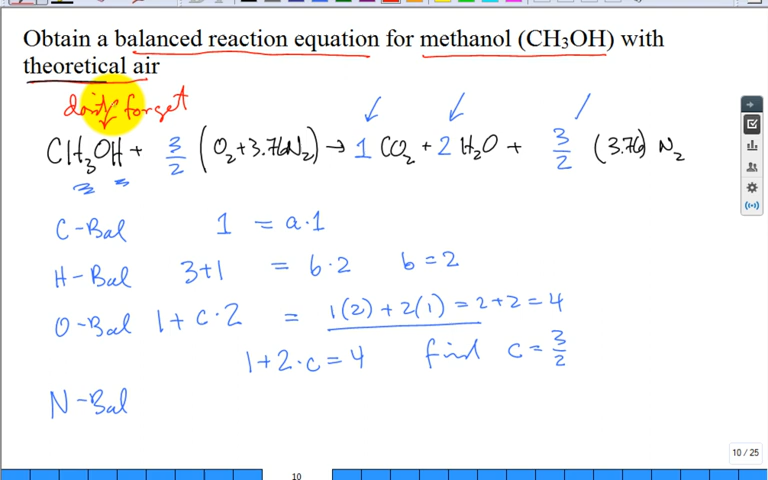 Obtain a balanced reaction equation for methanol (CH₃OH) with
theoretical air
don't forget
CH₃OH + 3/2 (O₂+3.76N₂) → 1 CO₂ + 2 H₂O + 3/2 (3.76) N₂
C-Bal 1 = a·1
H-Bal 3+1 = b·2 b=2
O-Bal 1+c·2 = 1(2)+2(1)=2+2=4
1+2·c=4 find c=3/2
N-Bal
10 / 25
10